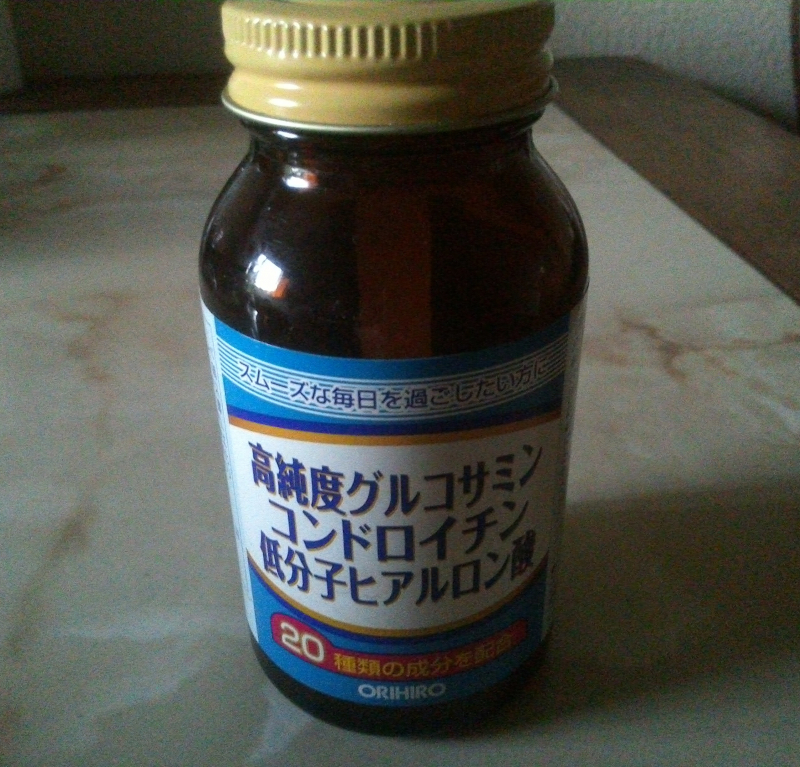 スムーズな毎日を過ごしたい方に
高純度グルコサミン
コンドロイチン
低分子ヒアルロン酸
20種類の成分を配合
ORIHIRO